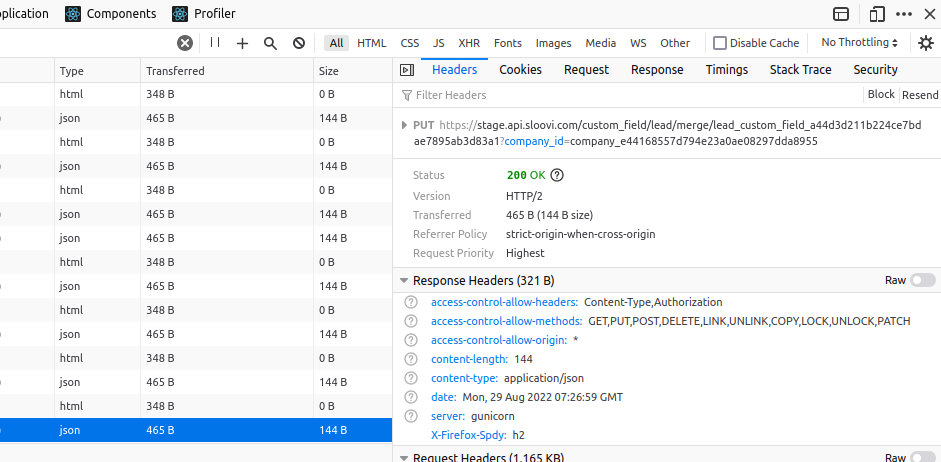 pplication Components Profiler
All HTML CSS JS XHR Fonts Images Media WS Other Disable Cache No Throttling
Type Transferred Size
html 348 B 0 B
json 465 B 144 B
html 348 B 0 B
json 465 B 144 B
html 348 B 0 B
json 465 B 144 B
json 465 B 144 B
html 348 B 0 B
json 465 B 144 B
html 348 B 0 B
json 465 B 144 B
html 348 B 0 B
json 465 B 144 B
html 348 B 0 B
json 465 B 144 B
Headers Cookies Request Response Timings Stack Trace Security
Filter Headers Block Resend
PUT https://stage.api.sloovi.com/custom_field/lead/merge/lead_custom_field_a44d3d211b224ce7bd
ae7895ab3d83a1?company_id=company_e44168557d794e23a0ae08297dda8955
Status 200 OK
Version HTTP/2
Transferred 465 B (144 B size)
Referrer Policy strict-origin-when-cross-origin
Request Priority Highest
Response Headers (321 B) Raw
access-control-allow-headers: Content-Type,Authorization
access-control-allow-methods: GET,PUT,POST,DELETE,LINK,UNLINK,COPY,LOCK,UNLOCK,PATCH
access-control-allow-origin: *
content-length: 144
content-type: application/json
date: Mon, 29 Aug 2022 07:26:59 GMT
server: gunicorn
X-Firefox-Spdy: h2
Request Headers (1.165 KB) Raw